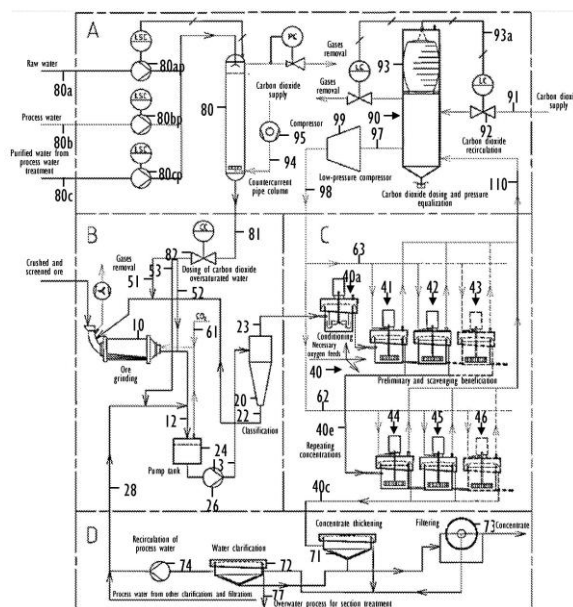 A
LSC
PC
93a
LSC
80ap
Gases removal
LC
93
Raw water
80a
Gases removal
LC
91
LSC
80
Carbon dioxide supply
90
Carbon dioxide supply
Process water
80bp
Compressor
99
97
92
80b
95
Carbon dioxide recirculation
Purified water from process water treatment
LSC
94
110
80c
80cp
Countercurrent pipe column
98
Low-pressure compressor
Carbon dioxide dosing and pressure equalization
B
CC
81
C
Crushed and screened ore
Gases removal
82
53
Dosing of carbon dioxide oversaturated water
63
51
52
40a
41
42
43
10
CO₂
61
23
Conditioning
Necessary oxygen feeds
Ore grinding
40
Preliminary and scavenging beneficiation
20
62
12
22
Classification
44
45
46
24
40e
13
Repeating concentrations
Pump tank
28
26
40c
D
Recirculation of process water
Water clarification
Concentrate thickening
Filtering
73
Concentrate
74
72
71
77
Process water from other clarifications and filtrations
Overwater process for section treatment